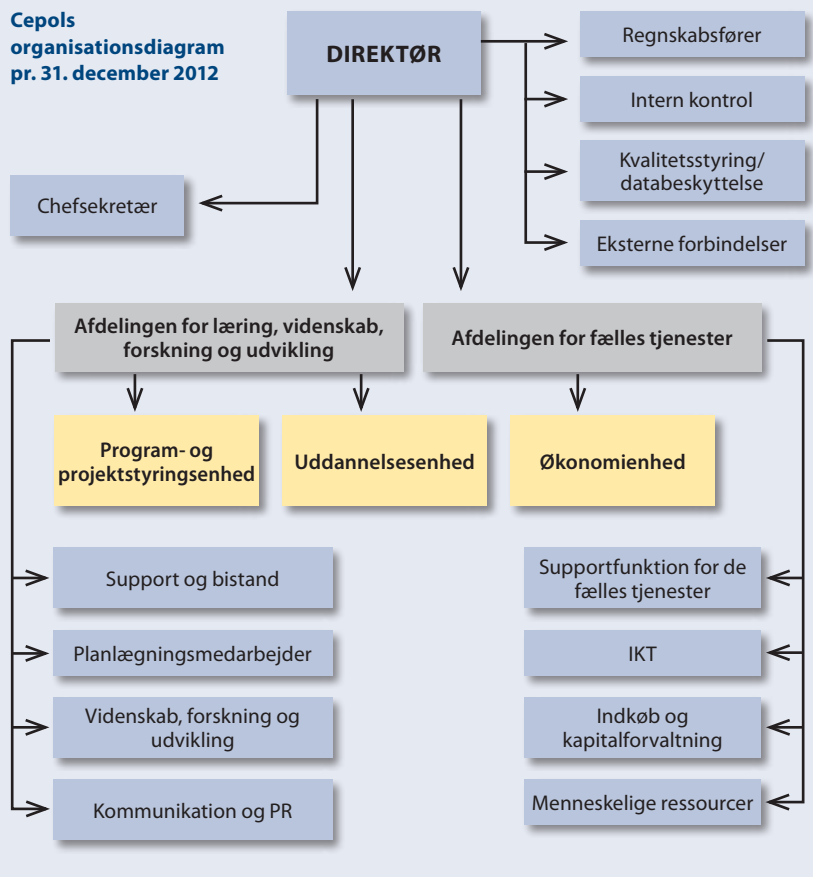 Cepols
organisationsdiagram
pr. 31. december 2012
DIREKTØR
Regnskabsfører
Intern kontrol
Kvalitetsstyring/
databeskyttelse
Eksterne forbindelser
Chefsekretær
Afdelingen for læring, videnskab,
forskning og udvikling
Afdelingen for fælles tjenester
Program- og
projektstyringsenhed
Uddannelsesenhed
Økonomienhed
Support og bistand
Planlægningsmedarbejder
Videnskab, forskning og
udvikling
Kommunikation og PR
Supportfunktion for de
fælles tjenester
IKT
Indkøb og
kapitalforvaltning
Menneskelige ressourcer